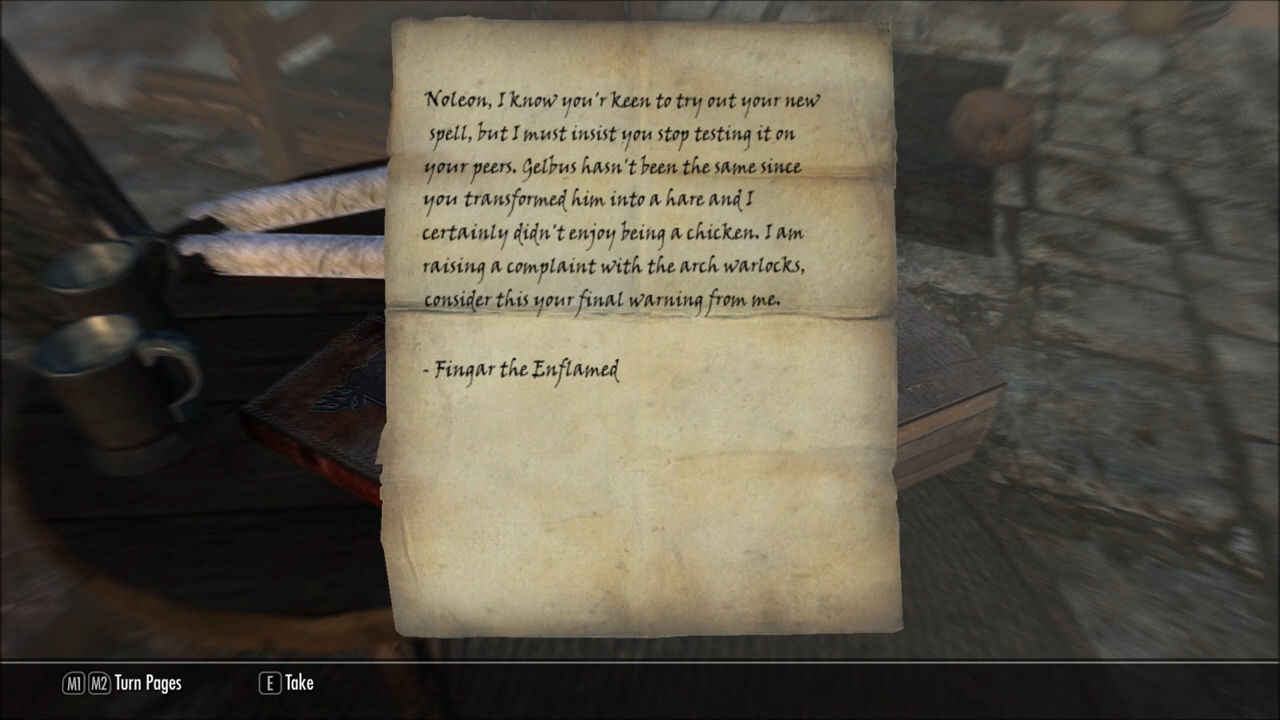 Noleon, I know you'r keen to try out your new
spell, but I must insist you stop testing it on
your peers. Gelbus hasn't been the same since
you transformed him into a hare and I
certainly didn't enjoy being a chicken. I am
raising a complaint with the arch warlocks,
consider this your final warning from me.
- Fingar the Enflamed
M1 M2 Turn Pages
E Take